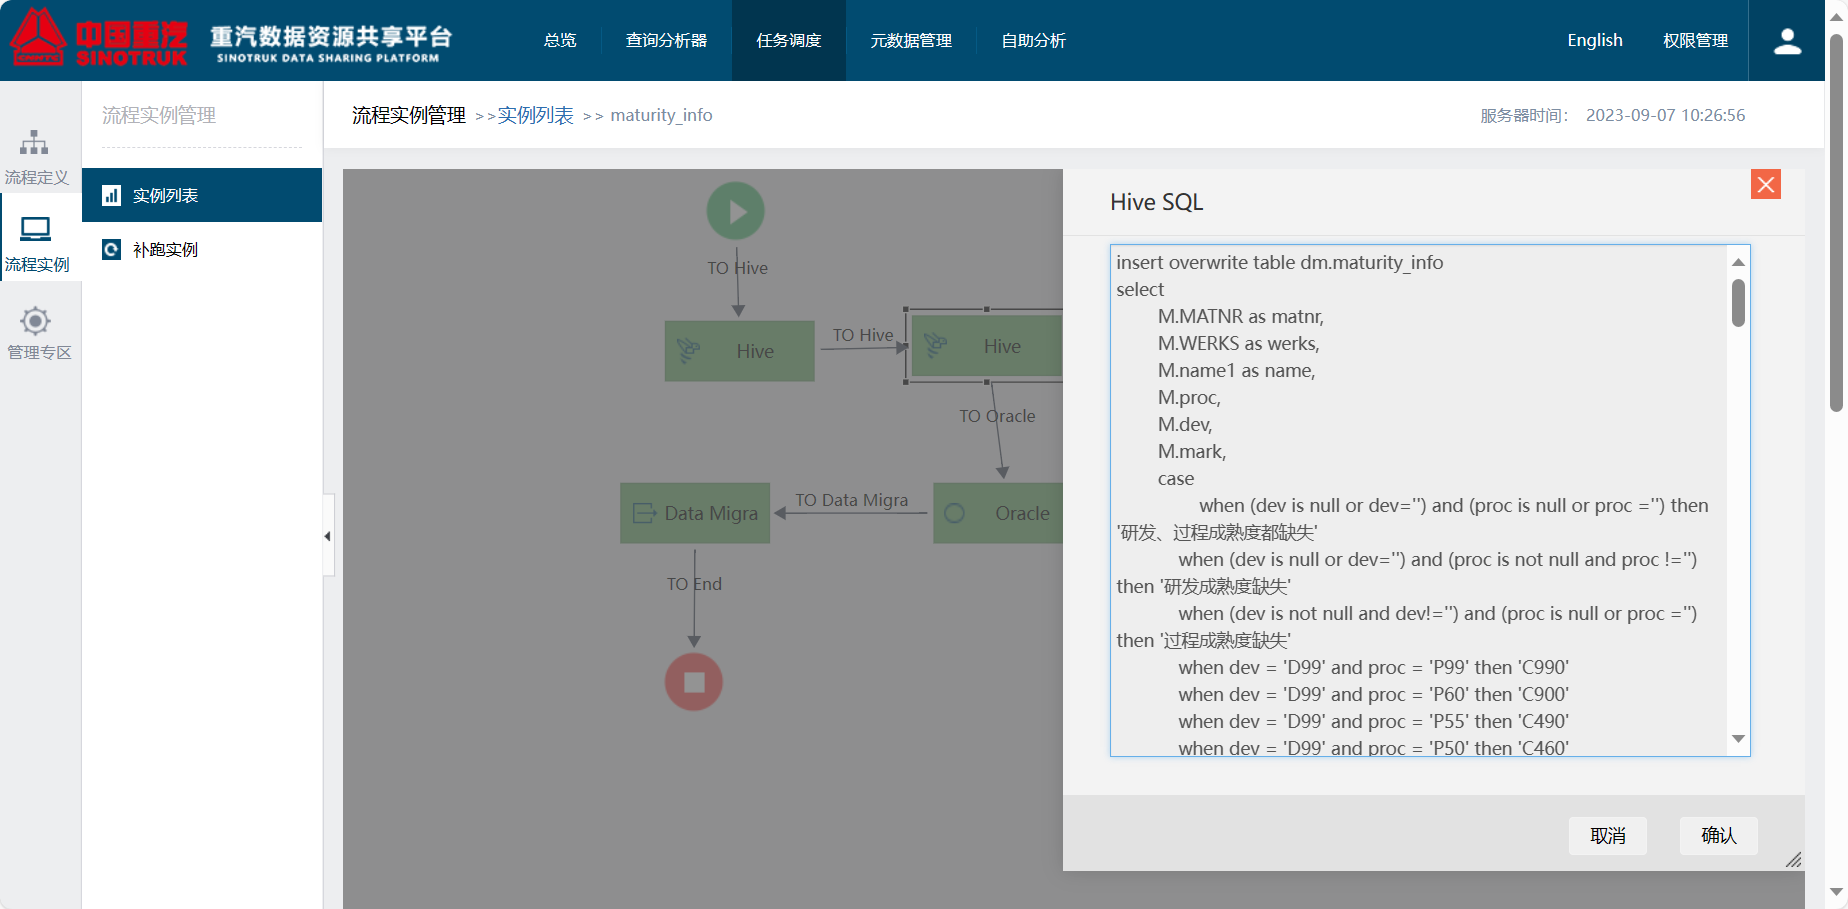 中国重汽
SINOTRUK
重汽数据资源共享平台
SINOTRUK DATA SHARING PLATFORM
总览
查询分析器
任务调度
元数据管理
自助分析
English
权限管理
流程定义
流程实例
管理专区
流程实例管理
实例列表
补跑实例
流程实例管理 >>实例列表 >> maturity_info
服务器时间： 2023-09-07 10:26:56
TO Hive
Hive
TO Hive
Hive
TO Oracle
Data Migra
TO Data Migra
Oracle
TO End
Hive SQL
insert overwrite table dm.maturity_info
select
M.MATNR as matnr,
M.WERKS as werks,
M.name1 as name,
M.proc,
M.dev,
M.mark,
case
when (dev is null or dev='') and (proc is null or proc ='') then
'研发、过程成熟度都缺失'
when (dev is null or dev='') and (proc is not null and proc !='')
then '研发成熟度缺失'
when (dev is not null and dev!='') and (proc is null or proc ='')
then '过程成熟度缺失'
when dev = 'D99' and proc = 'P99' then 'C990'
when dev = 'D99' and proc = 'P60' then 'C900'
when dev = 'D99' and proc = 'P55' then 'C490'
when dev = 'D99' and proc = 'P50' then 'C460'
取消
确认